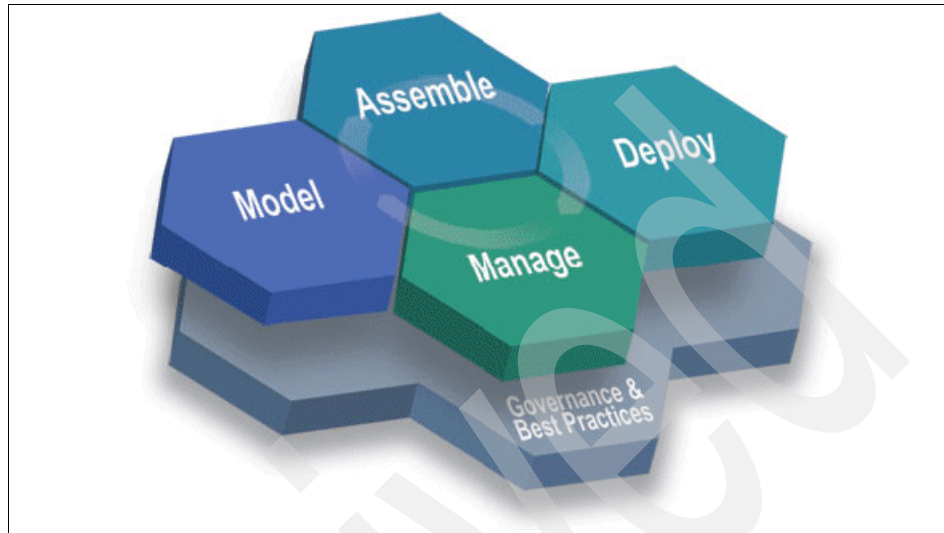 Assemble
Deploy
Model
Manage
Governance &
Best Practices